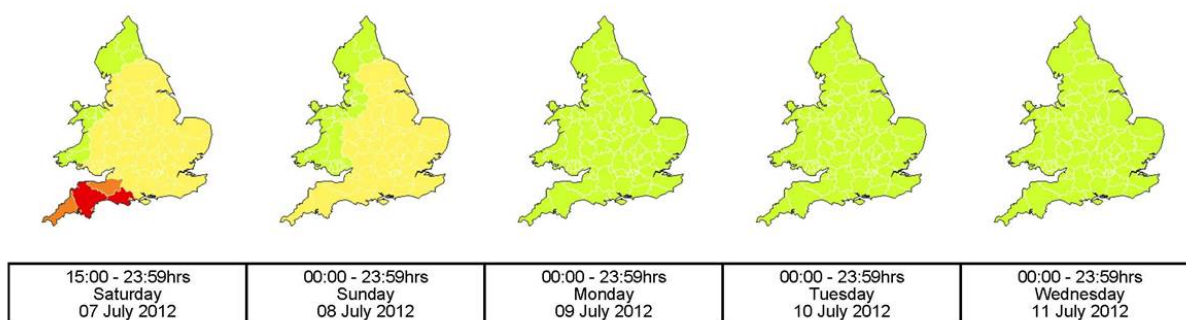 15:00 - 23:59hrs
Saturday
07 July 2012
00:00 - 23:59hrs
Sunday
08 July 2012
00:00 - 23:59hrs
Monday
09 July 2012
00:00 - 23:59hrs
Tuesday
10 July 2012
00:00 - 23:59hrs
Wednesday
11 July 2012